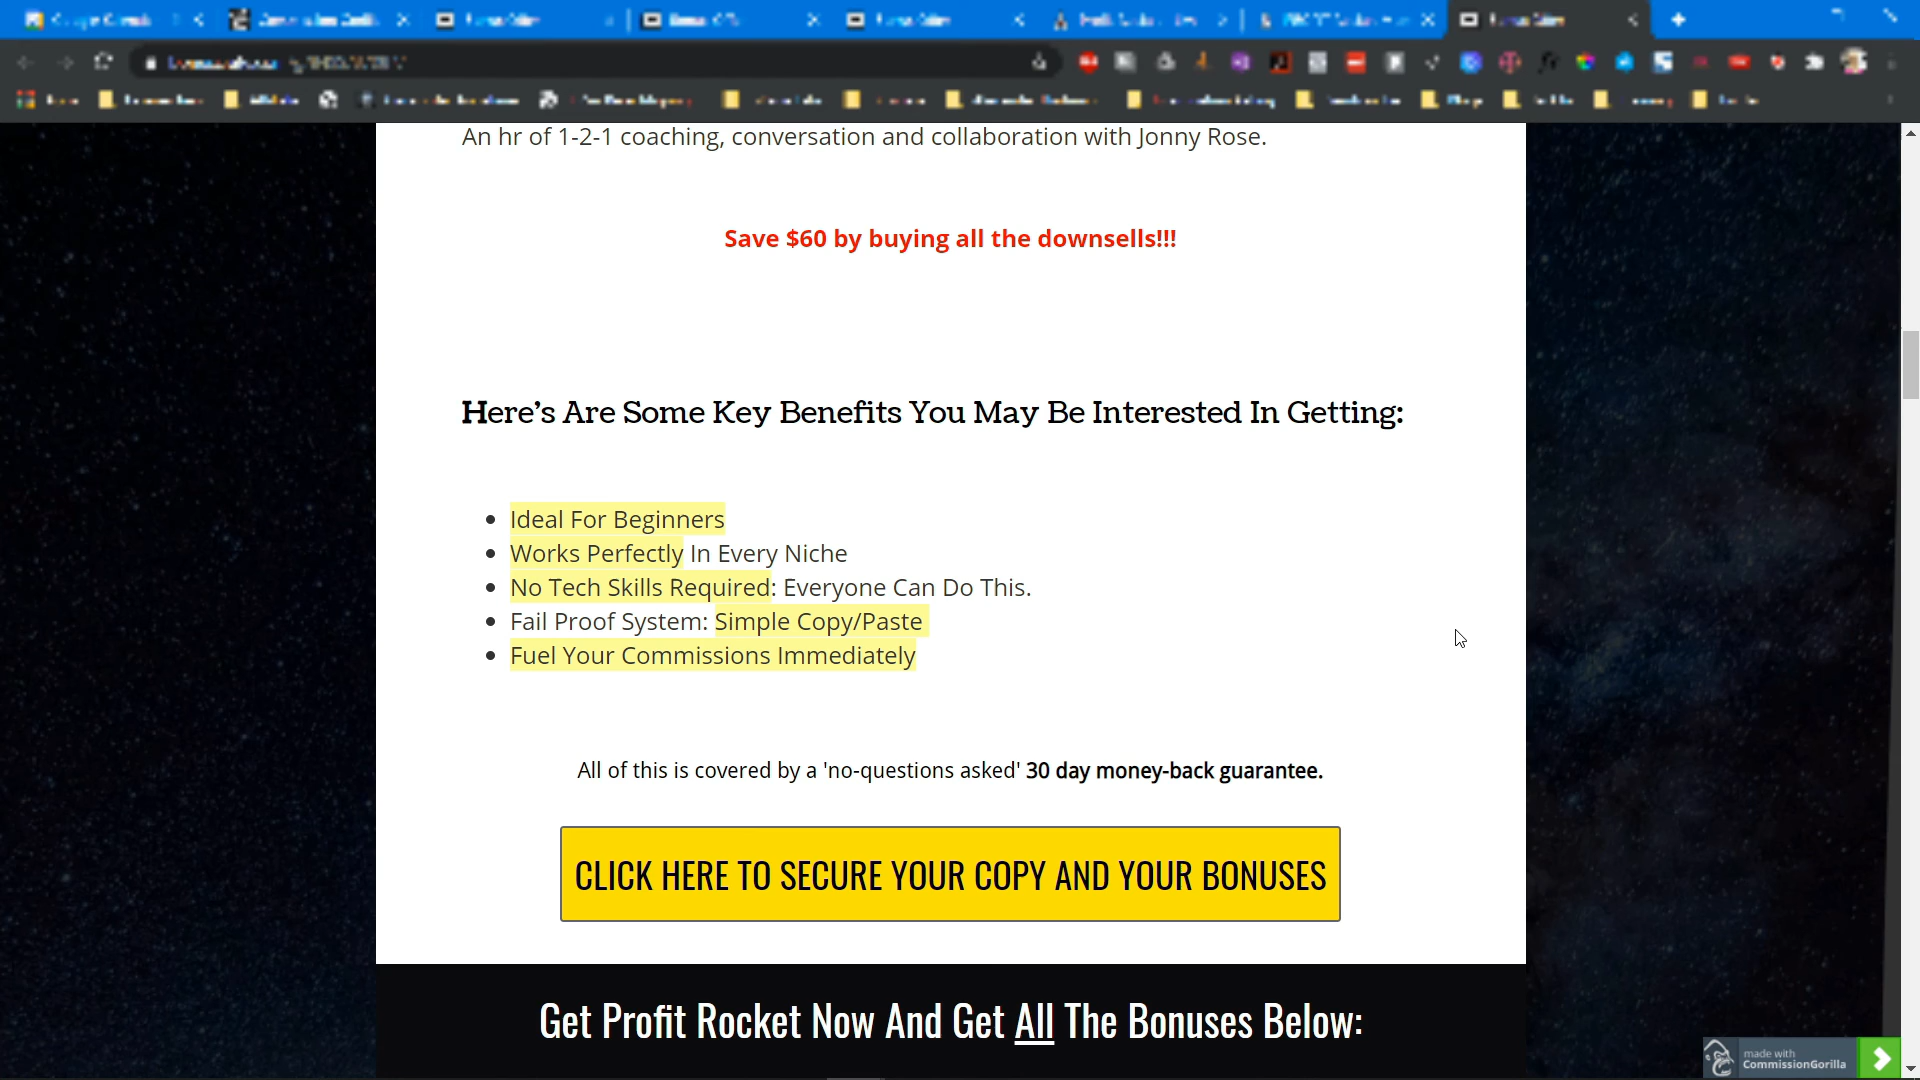 An hr of 1-2-1 coaching, conversation and collaboration with Jonny Rose.
Save $60 by buying all the downsells!!!
Here’s Are Some Key Benefits You May Be Interested In Getting:
Ideal For Beginners
Works Perfectly In Every Niche
No Tech Skills Required: Everyone Can Do This.
Fail Proof System: Simple Copy/Paste
Fuel Your Commissions Immediately
All of this is covered by a 'no-questions asked' 30 day money-back guarantee.
CLICK HERE TO SECURE YOUR COPY AND YOUR BONUSES
Get Profit Rocket Now And Get All The Bonuses Below:
made with
CommissionGorilla